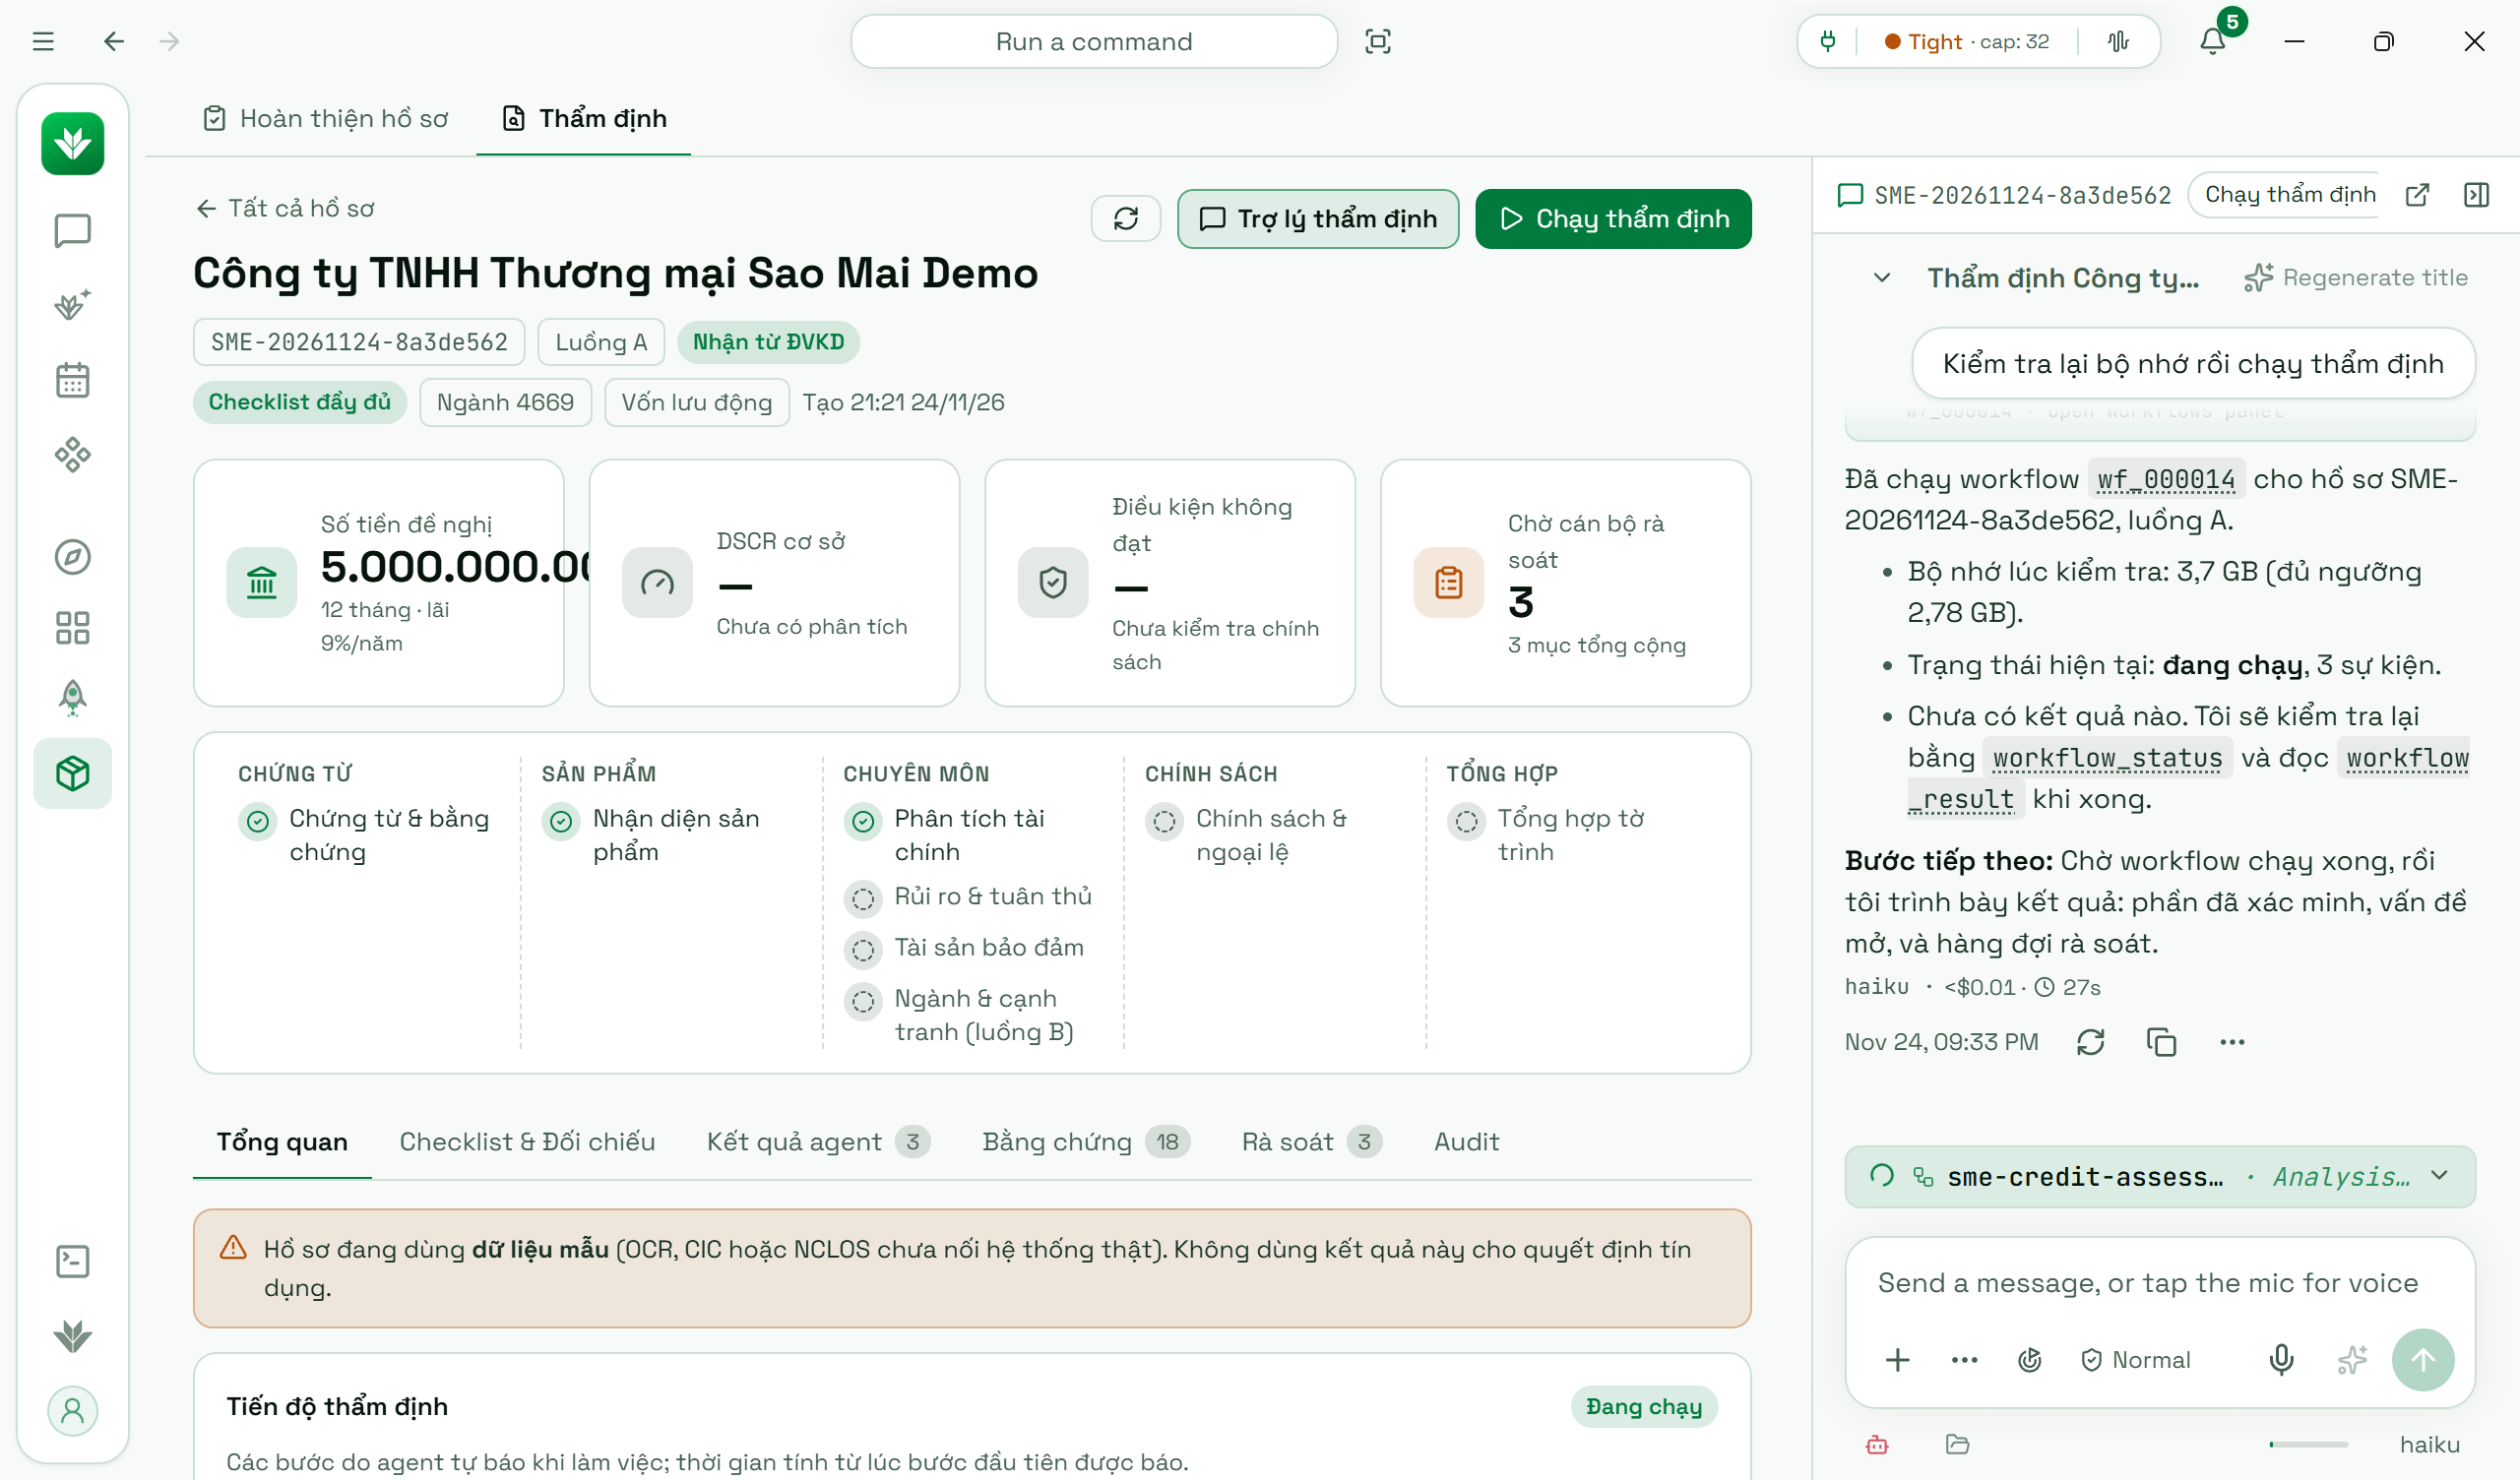 Run a command
Tight · cap: 32
5
Hoàn thiện hồ sơ
Thẩm định
Tất cả hồ sơ
Trợ lý thẩm định
Chạy thẩm định
Công ty TNHH Thương mại Sao Mai Demo
SME-20261124-8a3de562
Luồng A
Nhận từ ĐVKD
Checklist đầy đủ
Ngành 4669
Vốn lưu động
Tạo 21:21 24/11/26
Số tiền đề nghị
5.000.000.00
12 tháng · lãi
9%/năm
DSCR cơ sở
—
Chưa có phân tích
Điều kiện không
đạt
—
Chưa kiểm tra chính
sách
Chờ cán bộ rà
soát
3
3 mục tổng cộng
CHỨNG TỪ
Chứng từ & bằng
chứng
SẢN PHẨM
Nhận diện sản
phẩm
CHUYÊN MÔN
Phân tích tài
chính
Rủi ro & tuân thủ
Tài sản bảo đảm
Ngành & cạnh
tranh (luồng B)
CHÍNH SÁCH
Chính sách &
ngoại lệ
TỔNG HỢP
Tổng hợp tờ
trình
Tổng quan
Checklist & Đối chiếu
Kết quả agent 3
Bằng chứng 18
Rà soát 3
Audit
Hồ sơ đang dùng dữ liệu mẫu (OCR, CIC hoặc NCLOS chưa nối hệ thống thật). Không dùng kết quả này cho quyết định tín
dụng.
Tiến độ thẩm định
Đang chạy
Các bước do agent tự báo khi làm việc; thời gian tính từ lúc bước đầu tiên được báo.
SME-20261124-8a3de562
Chạy thẩm định
Thẩm định Công ty...
Regenerate title
Kiểm tra lại bộ nhớ rồi chạy thẩm định
wf_000014 · Open Workflows panel
Đã chạy workflow wf_000014 cho hồ sơ SME-
20261124-8a3de562, luồng A.
• Bộ nhớ lúc kiểm tra: 3,7 GB (đủ ngưỡng
2,78 GB).
• Trạng thái hiện tại: đang chạy, 3 sự kiện.
• Chưa có kết quả nào. Tôi sẽ kiểm tra lại
bằng workflow_status và đọc workflow
_result khi xong.
Bước tiếp theo: Chờ workflow chạy xong, rồi
tôi trình bày kết quả: phần đã xác minh, vấn đề
mở, và hàng đợi rà soát.
haiku · <$0.01 · 27s
Nov 24, 09:33 PM
sme-credit-assess… · Analysis…
Send a message, or tap the mic for voice
Normal
haiku